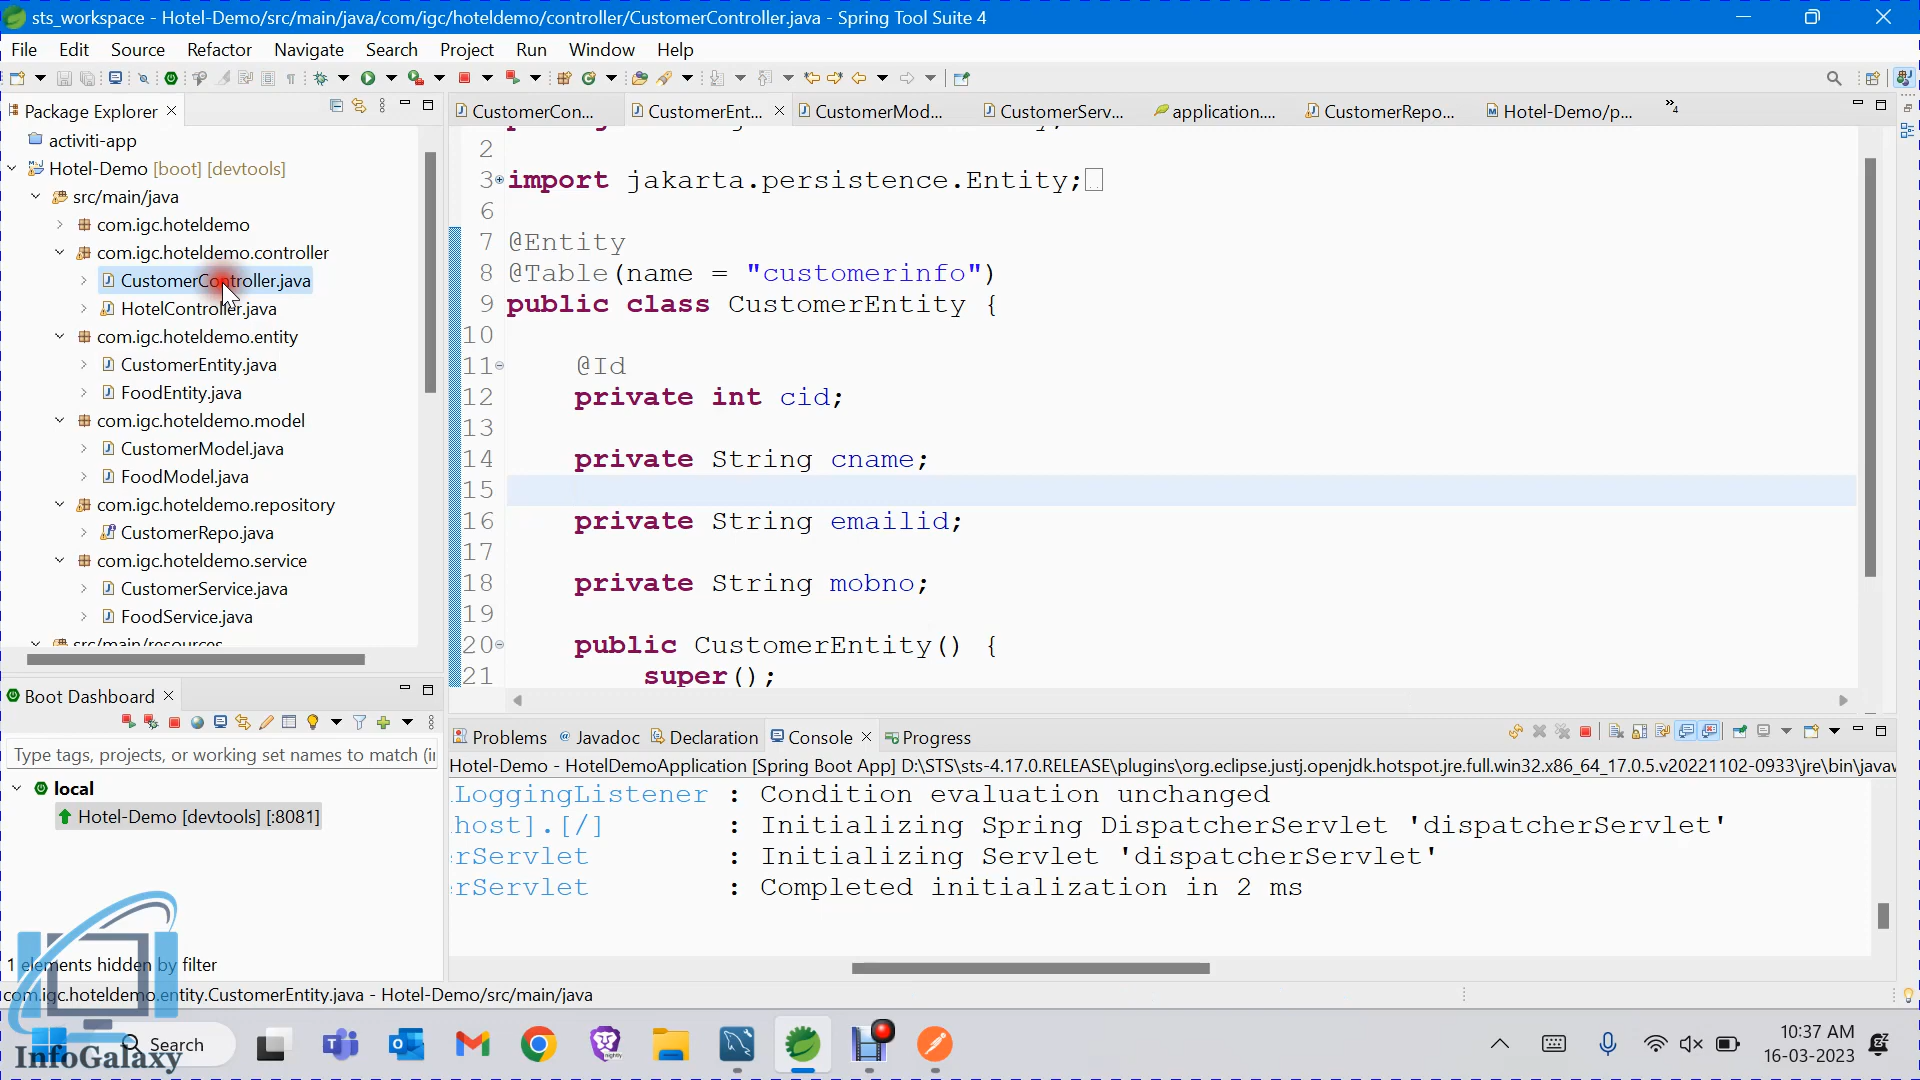 sts_workspace - Hotel-Demo/src/main/java/com/igc/hoteldemo/controller/CustomerController.java - Spring Tool Suite 4
File Edit Source Refactor Navigate Search Project Run Window Help
Package Explorer
activiti-app
Hotel-Demo [boot] [devtools]
src/main/java
com.igc.hoteldemo
com.igc.hoteldemo.controller
CustomerController.java
HotelController.java
com.igc.hoteldemo.entity
CustomerEntity.java
FoodEntity.java
com.igc.hoteldemo.model
CustomerModel.java
FoodModel.java
com.igc.hoteldemo.repository
CustomerRepo.java
com.igc.hoteldemo.service
CustomerService.java
FoodService.java
src/main/resources
CustomerCon... CustomerEnt... CustomerMod... CustomerServ... application.... CustomerRepo... Hotel-Demo/p... »4
2
3 import jakarta.persistence.Entity;
6
7 @Entity
8 @Table(name = "customerinfo")
9 public class CustomerEntity {
10
11 @Id
12 private int cid;
13
14 private String cname;
15
16 private String emailid;
17
18 private String mobno;
19
20 public CustomerEntity() {
21 super();
Boot Dashboard
Type tags, projects, or working set names to match (i
local
Hotel-Demo [devtools] [:8081]
1 elements hidden by filter
Problems Javadoc Declaration Console Progress
Hotel-Demo - HotelDemoApplication [Spring Boot App] D:\STS\sts-4.17.0.RELEASE\plugins\org.eclipse.justj.openjdk.hotspot.jre.full.win32.x86_64_17.0.5.v20221102-0933\jre\bin\javaw
.LoggingListener : Condition evaluation unchanged
host].[/] : Initializing Spring DispatcherServlet 'dispatcherServlet'
rServlet : Initializing Servlet 'dispatcherServlet'
rServlet : Completed initialization in 2 ms
com.igc.hoteldemo.entity.CustomerEntity.java - Hotel-Demo/src/main/java
InfoGalaxy
Search
10:37 AM
16-03-2023